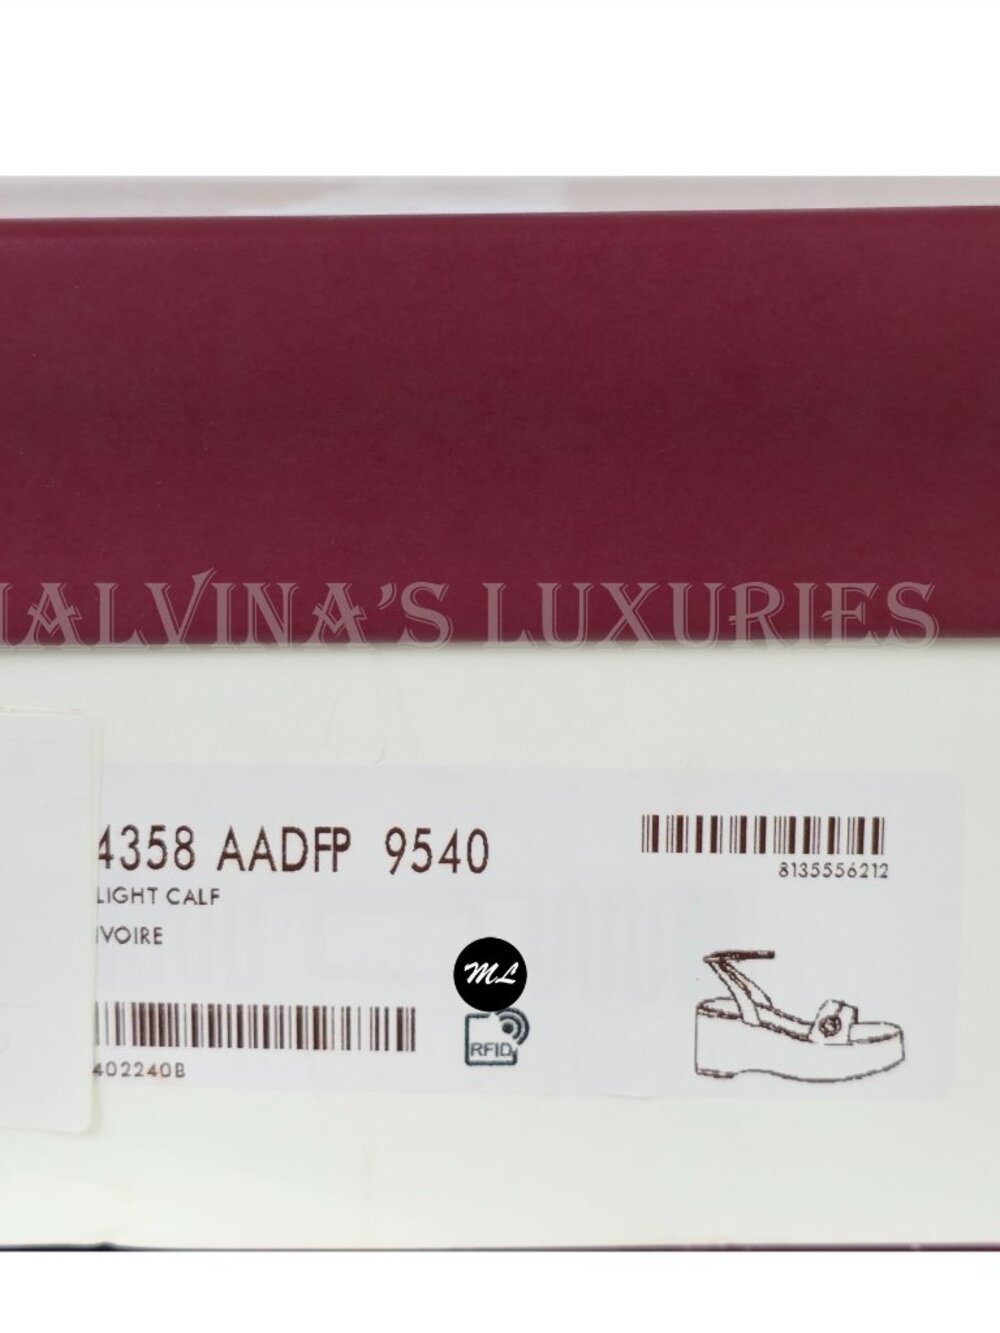 MALVINA'S LUXURIES
4358 AADFP 9540
8135556212
LIGHT CALF
IVOIRE
ML
RFID
402240B